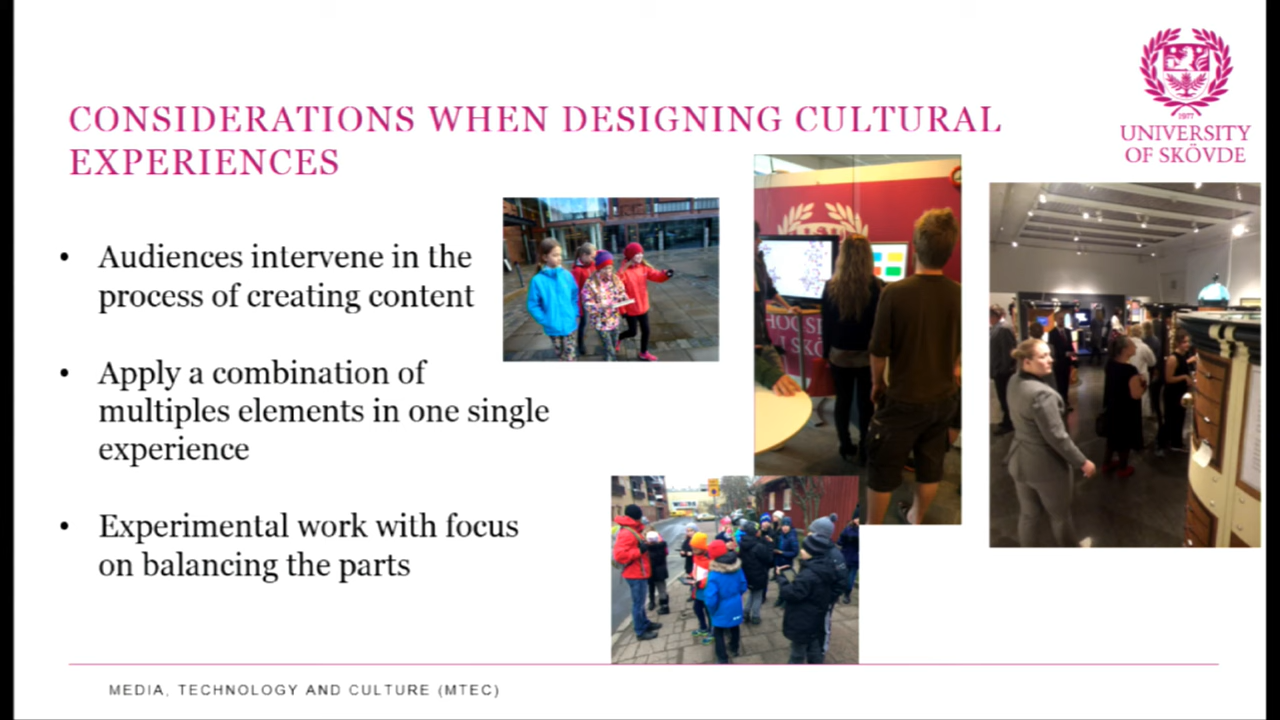 CONSIDERATIONS WHEN DESIGNING CULTURAL
EXPERIENCES
1977
UNIVERSITY
OF SKÖVDE
• Audiences intervene in the
process of creating content
• Apply a combination of
multiples elements in one single
experience
• Experimental work with focus
on balancing the parts
MEDIA, TECHNOLOGY AND CULTURE (MTEC)